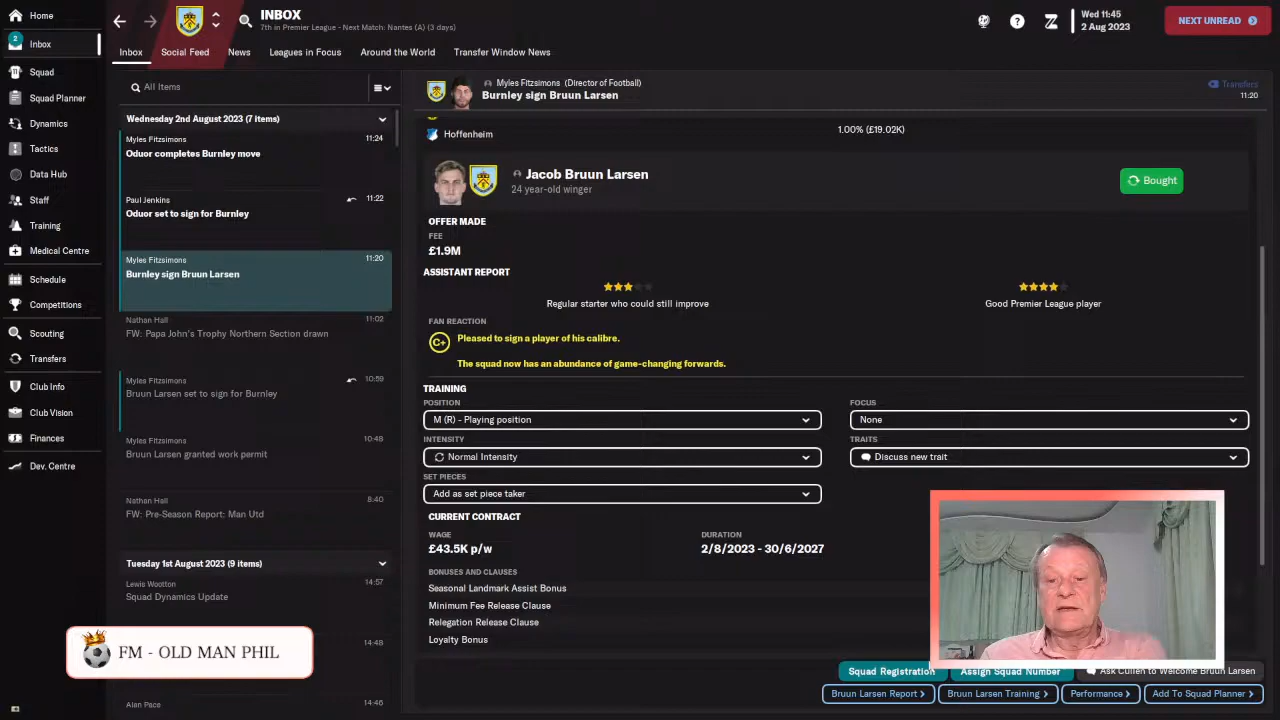 Home
Inbox
2
Squad
Squad Planner
Dynamics
Tactics
Data Hub
Staff
Training
Medical Centre
Schedule
Competitions
Scouting
Transfers
Club Info
Club Vision
Finances
Dev. Centre
INBOX
7th in Premier League - Next Match: Nantes (A) (3 days)
Wed 11:45
2 Aug 2023
NEXT UNREAD
Inbox
Social Feed
News
Leagues in Focus
Around the World
Transfer Window News
All Items
Wednesday 2nd August 2023 (7 items)
Myles Fitzsimons 11:24
Oduor completes Burnley move
Paul Jenkins 11:22
Oduor set to sign for Burnley
Myles Fitzsimons 11:20
Burnley sign Bruun Larsen
Nathan Hall 11:02
FW: Papa John's Trophy Northern Section drawn
Myles Fitzsimons 10:59
Bruun Larsen set to sign for Burnley
Myles Fitzsimons 10:48
Bruun Larsen granted work permit
Nathan Hall 8:40
FW: Pre-Season Report: Man Utd
Tuesday 1st August 2023 (9 items)
Lewis Wootton 14:57
Squad Dynamics Update
14:48
FM - OLD MAN PHIL
Alan Pace 14:46
Myles Fitzsimons (Director of Football)
Burnley sign Bruun Larsen
Transfers
11:20
Hoffenheim 1.00% (£19.02K)
Jacob Bruun Larsen
24 year-old winger
Bought
OFFER MADE
FEE
£1.9M
ASSISTANT REPORT
Regular starter who could still improve
Good Premier League player
FAN REACTION
C+
Pleased to sign a player of his calibre.
The squad now has an abundance of game-changing forwards.
TRAINING
POSITION
M (R) - Playing position
FOCUS
None
INTENSITY
Normal Intensity
TRAITS
Discuss new trait
SET PIECES
Add as set piece taker
CURRENT CONTRACT
WAGE
£43.5K p/w
DURATION
2/8/2023 - 30/6/2027
BONUSES AND CLAUSES
Seasonal Landmark Assist Bonus
Minimum Fee Release Clause
Relegation Release Clause
Loyalty Bonus
Squad Registration
Assign Squad Number
Ask Cullen to Welcome Bruun Larsen
Bruun Larsen Report
Bruun Larsen Training
Performance
Add To Squad Planner